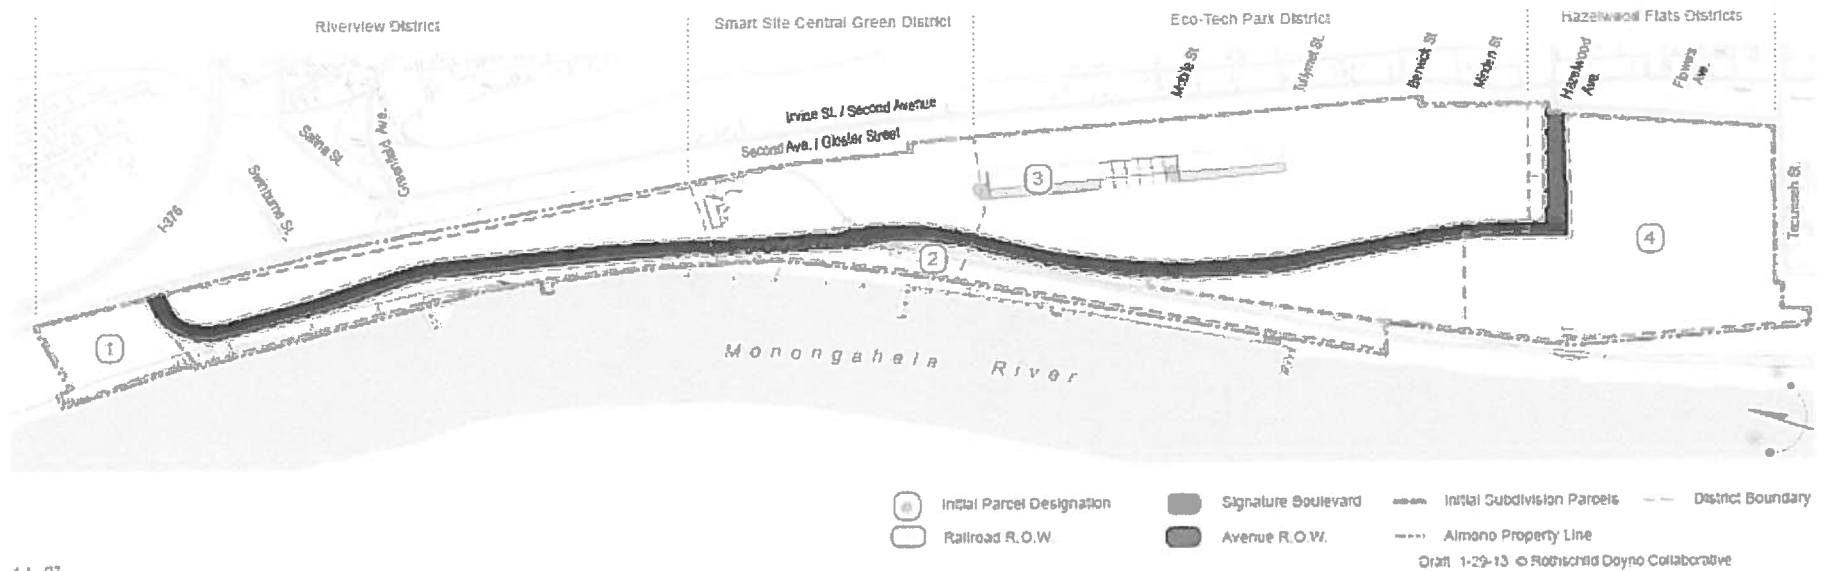 Riverview District
Smart Site Central Green District
Eco-Tech Park District
Hazelwood Flats Districts
Mobile St
Tullymet St.
Berwick St
Minden St
Hazelwood
Ave.
Flowers
Ave.
Irvine St. / Second Avenue
Second Ave. / Gloster Street
Greenfield Ave.
Saline St.
Swinburne St.
I-376
Tecumseh St.
1
2
3
4
Monongahela River
Initial Parcel Designation
Signature Boulevard
Initial Subdivision Parcels
District Boundary
Railroad R.O.W.
Avenue R.O.W.
Almono Property Line
Draft 1-29-13 © Rothschild Doyno Collaborative